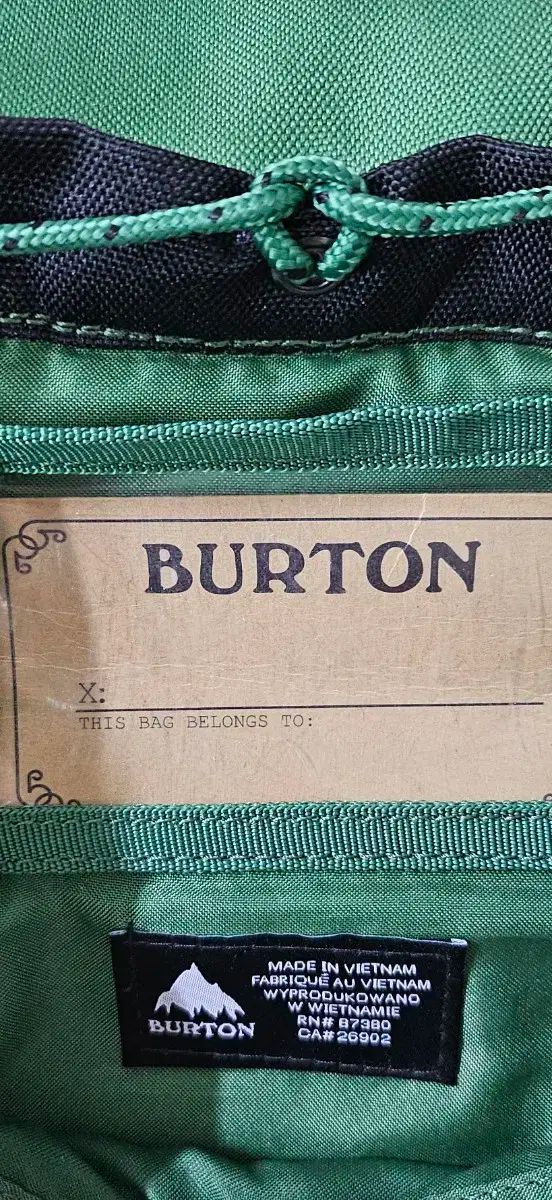 BURTON
X:
THIS BAG BELONGS TO:
BURTON
MADE IN VIETNAM
FABRIQUÉ AU VIETNAM
WYPRODUKOWANO
W WIETNAMIE
RN# 87380
CA# 26902